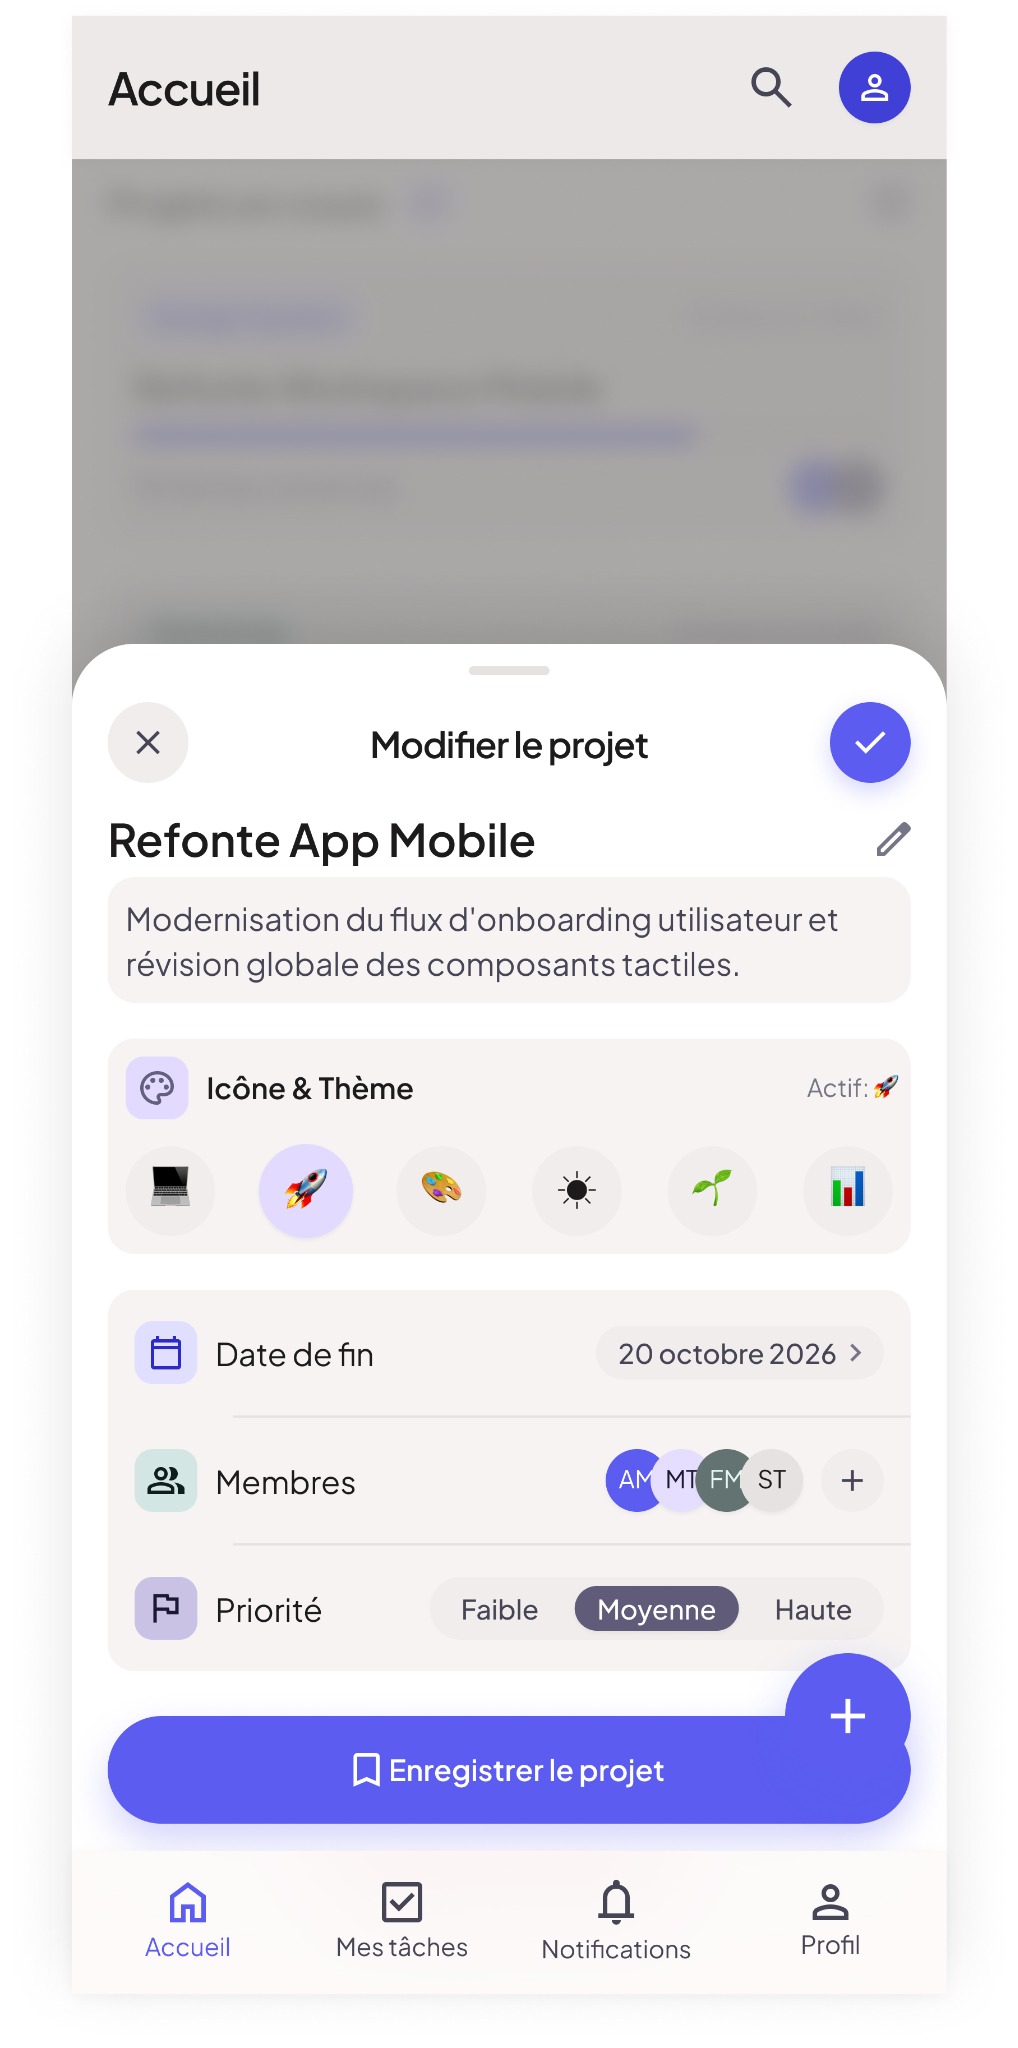 Accueil
Modifier le projet
Refonte App Mobile
Modernisation du flux d'onboarding utilisateur et
révision globale des composants tactiles.
Icône & Thème
Actif: 🚀
Date de fin
20 octobre 2026
Membres
AM MT FM ST
Priorité
Faible Moyenne Haute
Enregistrer le projet
Accueil Mes tâches Notifications Profil